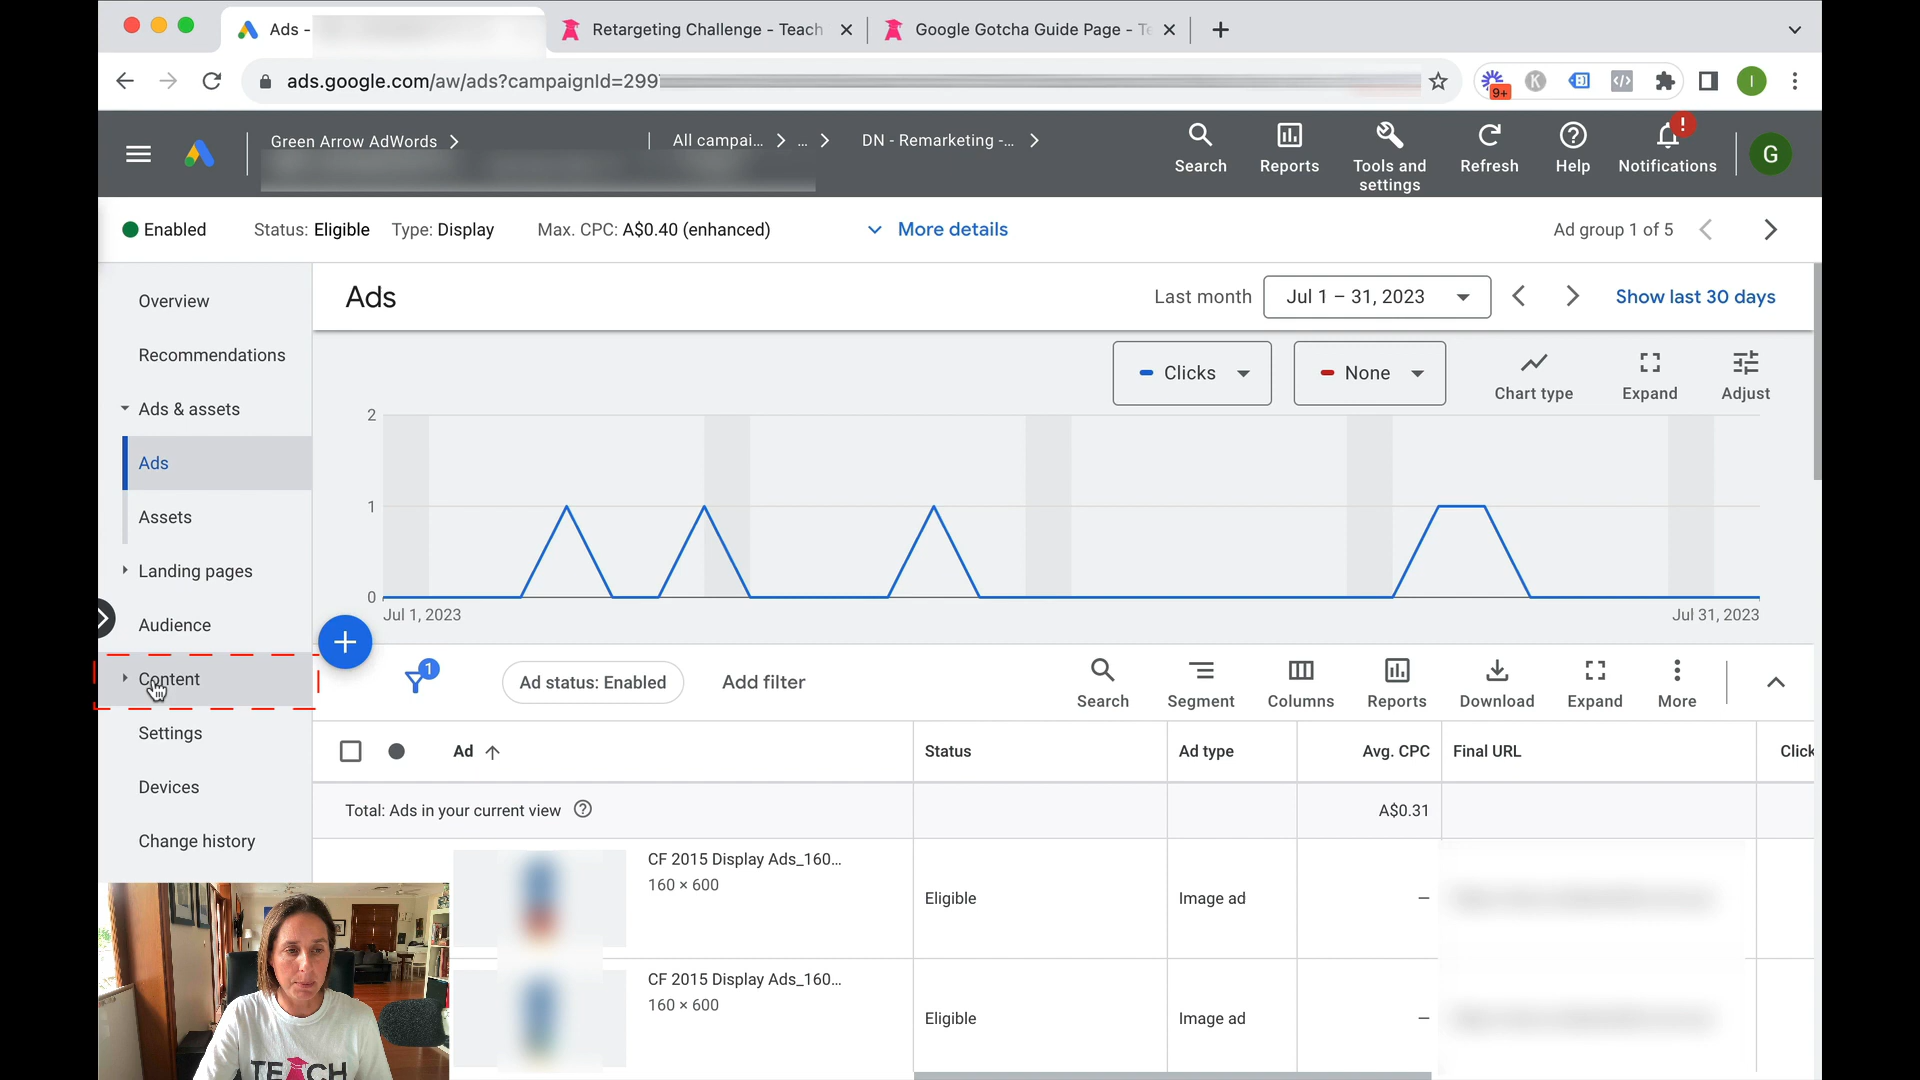 Ads -
Retargeting Challenge - Teach
Google Gotcha Guide Page - Te
ads.google.com/aw/ads?campaignId=299
9+
K
I
Green Arrow AdWords
All campai...
...
DN - Remarketing -...
Search
Reports
Tools and
settings
Refresh
Help
!
Notifications
G
Enabled
Status: Eligible
Type: Display
Max. CPC: A$0.40 (enhanced)
More details
Ad group 1 of 5
Overview
Recommendations
Ads & assets
Ads
Assets
Landing pages
Audience
Content
Settings
Devices
Change history
Ads
Last month
Jul 1 – 31, 2023
Show last 30 days
Clicks
None
Chart type
Expand
Adjust
2
1
0
Jul 1, 2023
Jul 31, 2023
1
Ad status: Enabled
Add filter
Search
Segment
Columns
Reports
Download
Expand
More
Ad
Status
Ad type
Avg. CPC
Final URL
Click
Total: Ads in your current view
A$0.31
CF 2015 Display Ads_160...
160 × 600
Eligible
Image ad
–
CF 2015 Display Ads_160...
160 × 600
Eligible
Image ad
–
TEACH